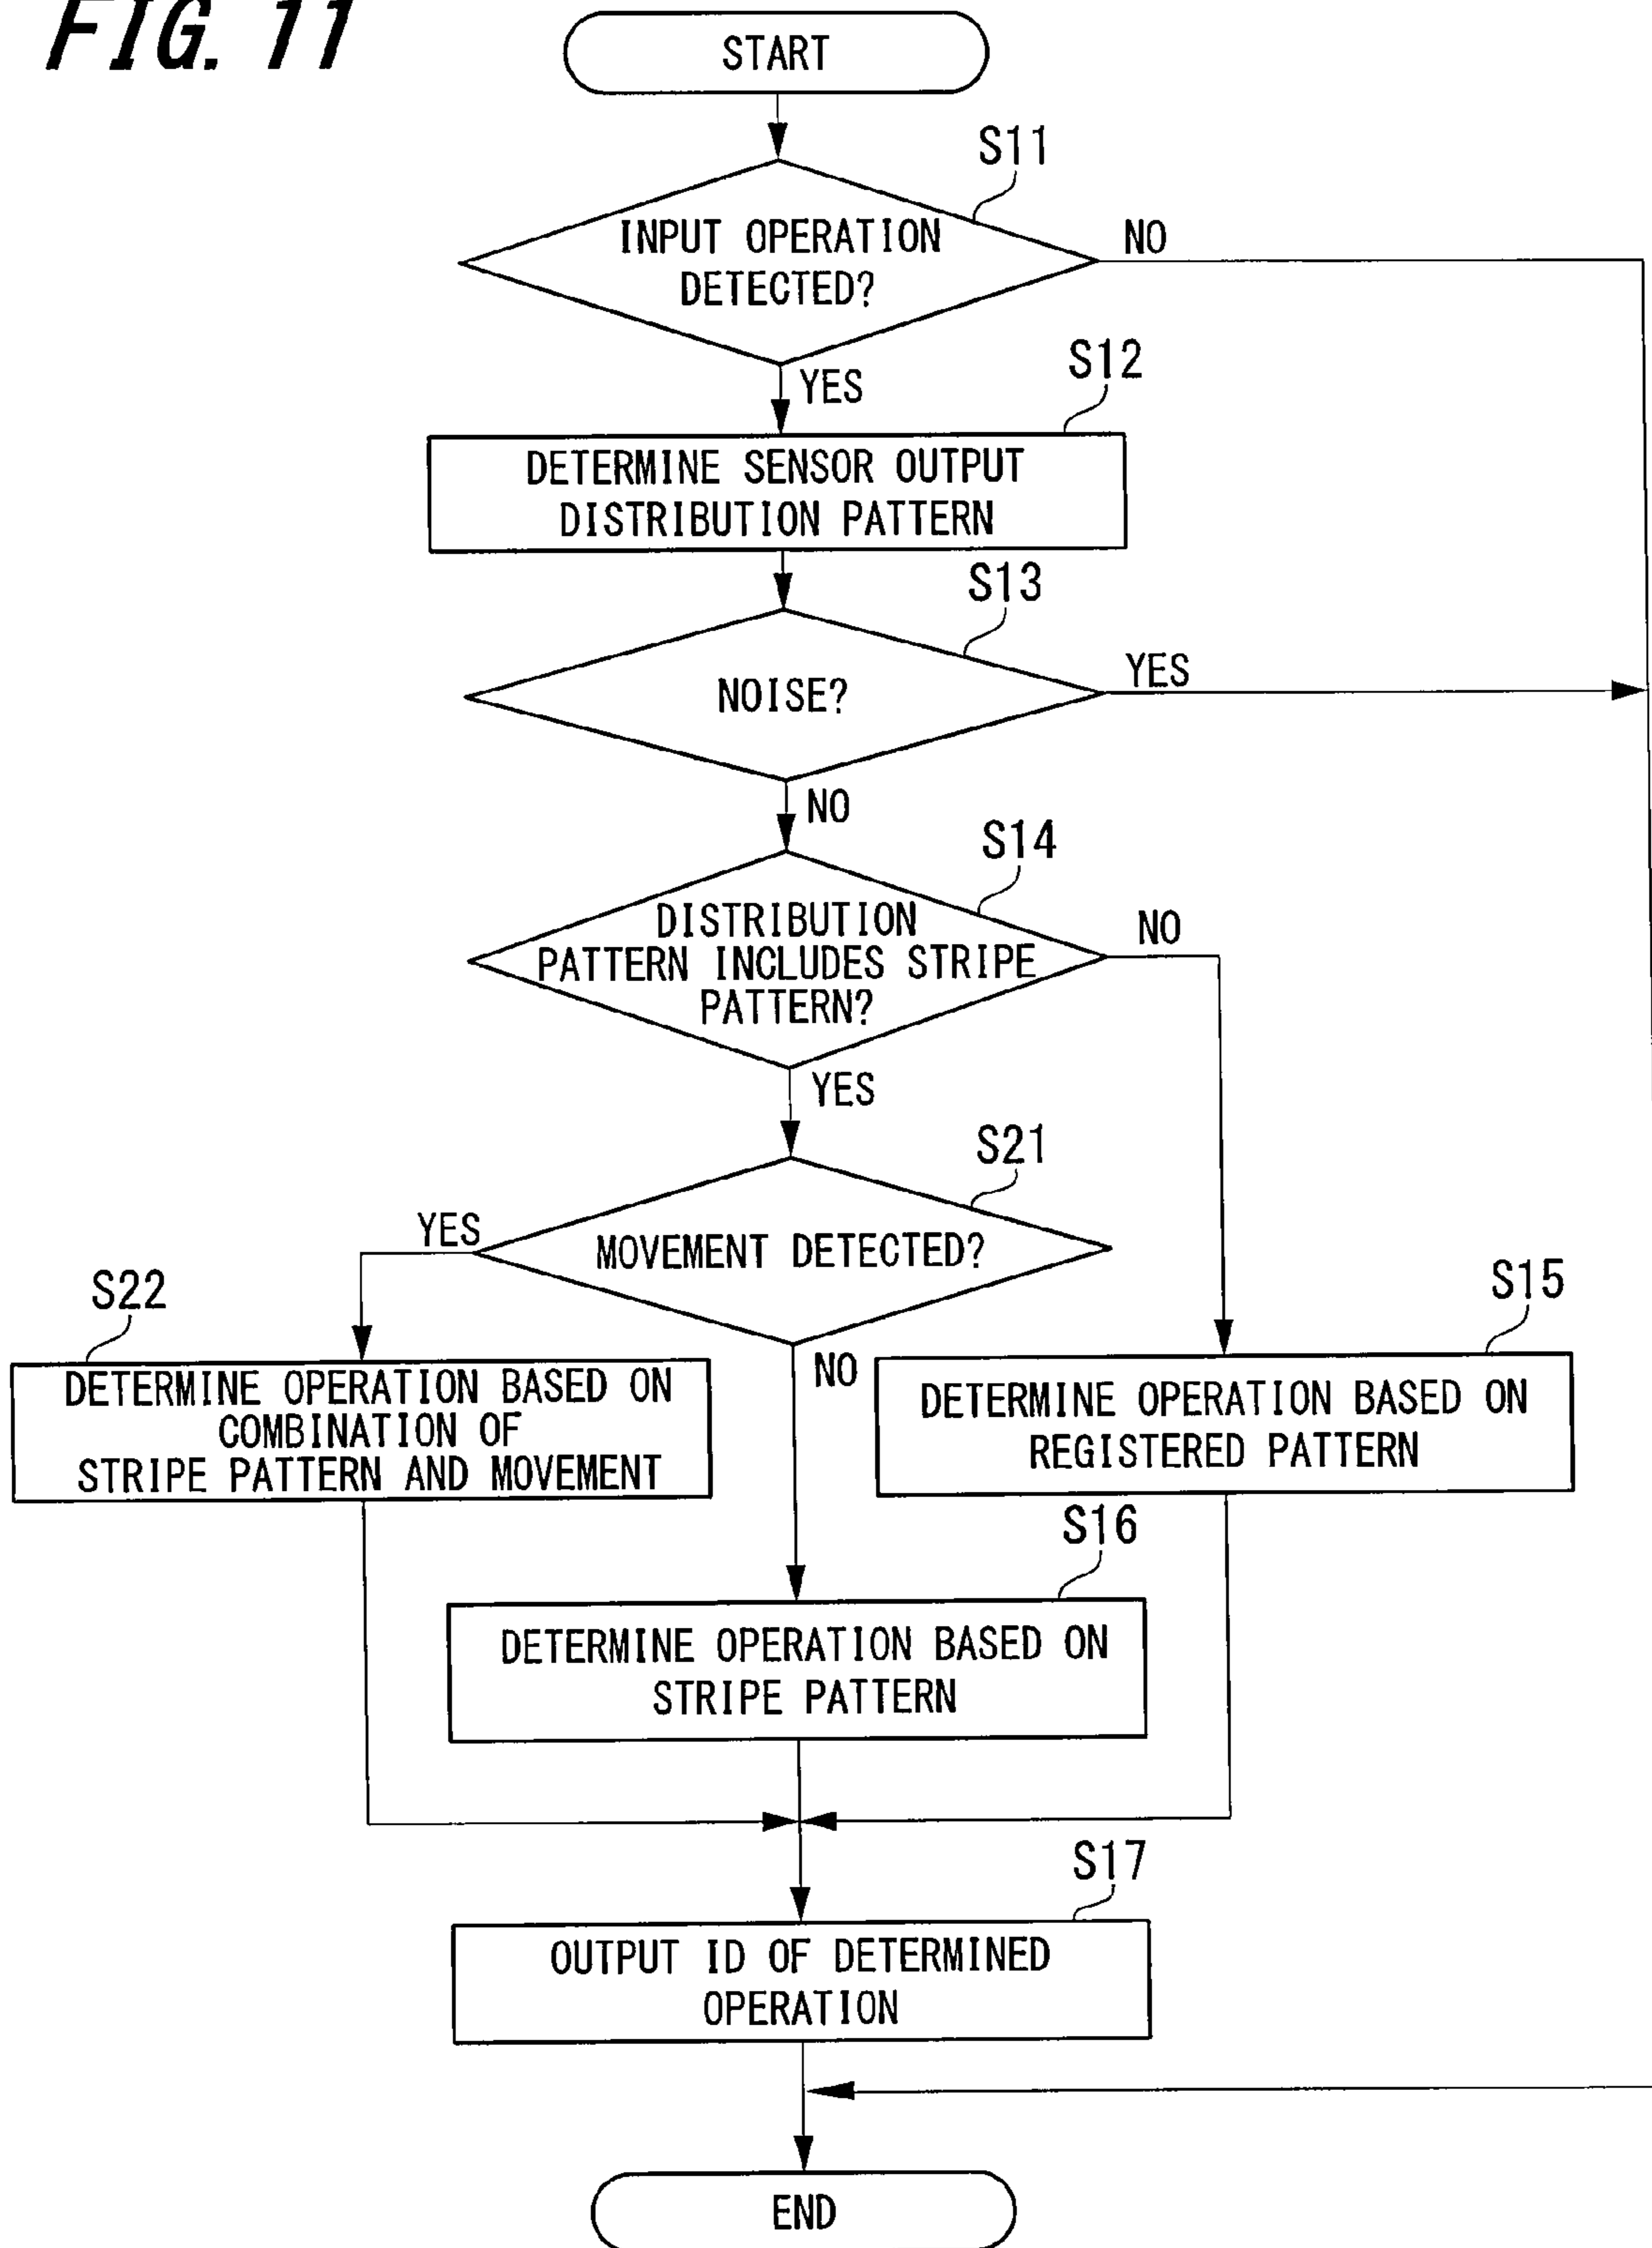 FIG. 11
START
S11
INPUT OPERATION
DETECTED?
NO
YES
S12
DETERMINE SENSOR OUTPUT
DISTRIBUTION PATTERN
S13
NOISE?
YES
NO
S14
DISTRIBUTION
PATTERN INCLUDES STRIPE
PATTERN?
NO
YES
S21
MOVEMENT DETECTED?
YES
NO
S22
DETERMINE OPERATION BASED ON
COMBINATION OF
STRIPE PATTERN AND MOVEMENT
S15
DETERMINE OPERATION BASED ON
REGISTERED PATTERN
S16
DETERMINE OPERATION BASED ON
STRIPE PATTERN
S17
OUTPUT ID OF DETERMINED
OPERATION
END